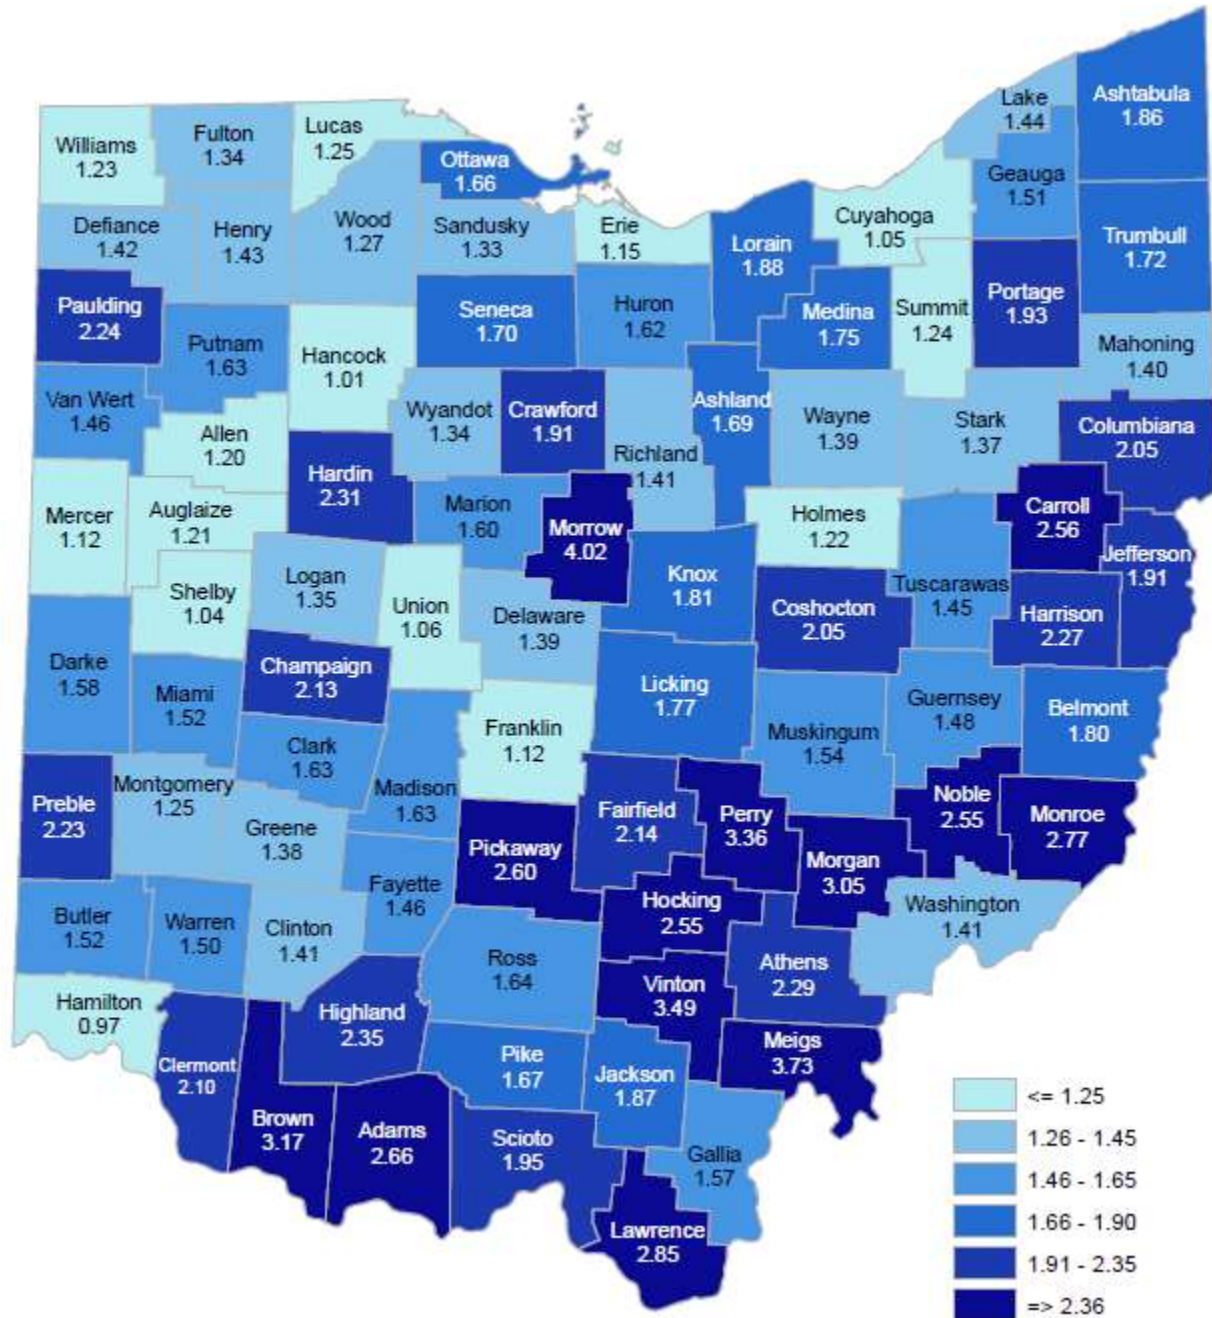 Ashtabula
1.86
Lake
1.44
Williams
1.23
Fulton
1.34
Lucas
1.25
Ottawa
1.66
Geauga
1.51
Defiance
1.42
Henry
1.43
Wood
1.27
Sandusky
1.33
Erie
1.15
Lorain
1.88
Cuyahoga
1.05
Trumbull
1.72
Paulding
2.24
Putnam
1.63
Hancock
1.01
Seneca
1.70
Huron
1.62
Medina
1.75
Summit
1.24
Portage
1.93
Mahoning
1.40
Van Wert
1.46
Allen
1.20
Hardin
2.31
Wyandot
1.34
Crawford
1.91
Richland
1.41
Ashland
1.69
Wayne
1.39
Stark
1.37
Columbiana
2.05
Mercer
1.12
Auglaize
1.21
Marion
1.60
Morrow
4.02
Holmes
1.22
Carroll
2.56
Jefferson
1.91
Shelby
1.04
Logan
1.35
Union
1.06
Delaware
1.39
Knox
1.81
Coshocton
2.05
Tuscarawas
1.45
Harrison
2.27
Darke
1.58
Miami
1.52
Champaign
2.13
Licking
1.77
Muskingum
1.54
Guernsey
1.48
Belmont
1.80
Clark
1.63
Madison
1.63
Franklin
1.12
Preble
2.23
Montgomery
1.25
Greene
1.38
Pickaway
2.60
Fairfield
2.14
Perry
3.36
Morgan
3.05
Noble
2.55
Monroe
2.77
Butler
1.52
Warren
1.50
Clinton
1.41
Fayette
1.46
Hocking
2.55
Washington
1.41
Hamilton
0.97
Highland
2.35
Ross
1.64
Vinton
3.49
Athens
2.29
Clermont
2.10
Pike
1.67
Jackson
1.87
Meigs
3.73
Brown
3.17
Adams
2.66
Scioto
1.95
Gallia
1.57
Lawrence
2.85
<= 1.25
1.26 - 1.45
1.46 - 1.65
1.66 - 1.90
1.91 - 2.35
=> 2.36